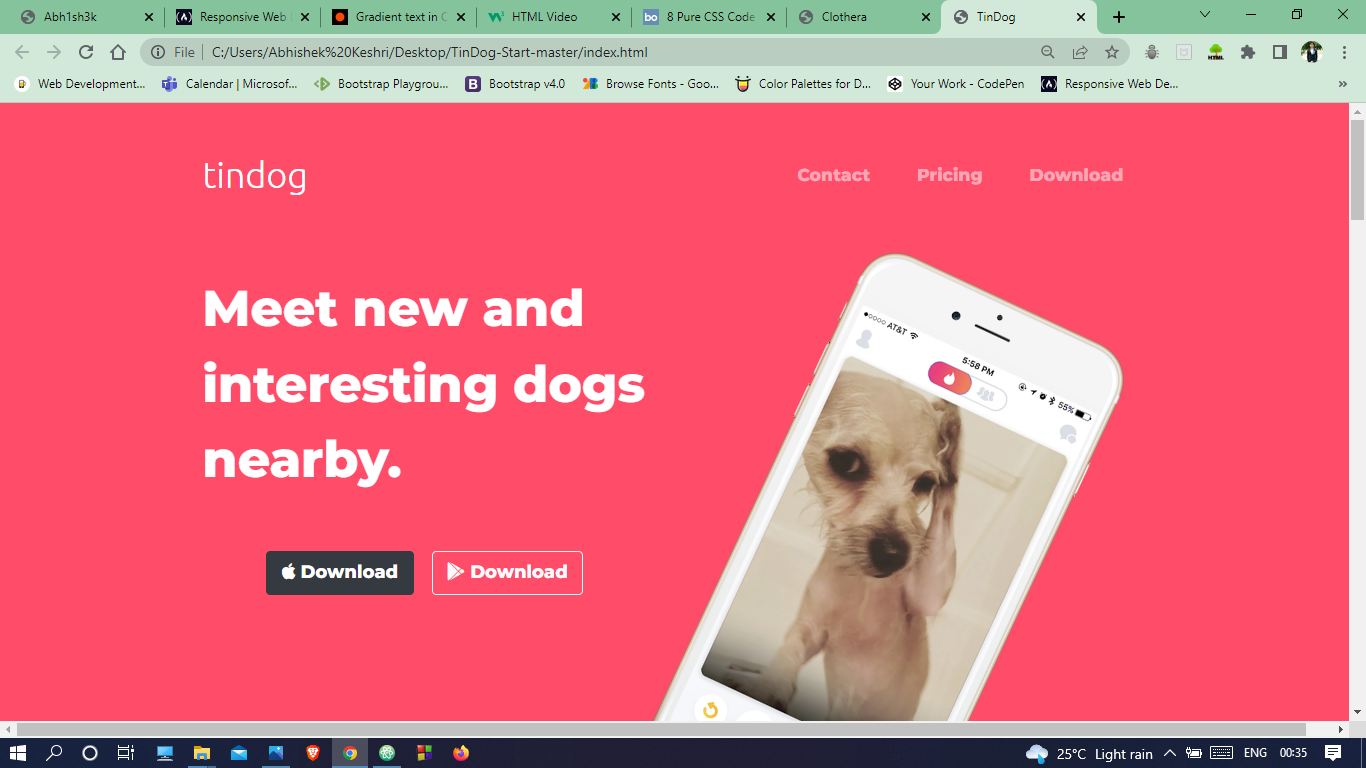 Abh1sh3k
Responsive Web
Gradient text in C
HTML Video
bo
8 Pure CSS Code
Clothera
TinDog
File
C:/Users/Abhishek%20Keshri/Desktop/TinDog-Start-master/index.html
HTML
Web Development...
Calendar | Microsof...
Bootstrap Playgrou...
B
Bootstrap v4.0
Browse Fonts - Goo...
Color Palettes for D...
Your Work - CodePen
Responsive Web De...
tindog
Contact
Pricing
Download
Meet new and
interesting dogs
nearby.
Download
Download
AT&T
5:58 PM
55%
25°C Light rain
ENG
00:35